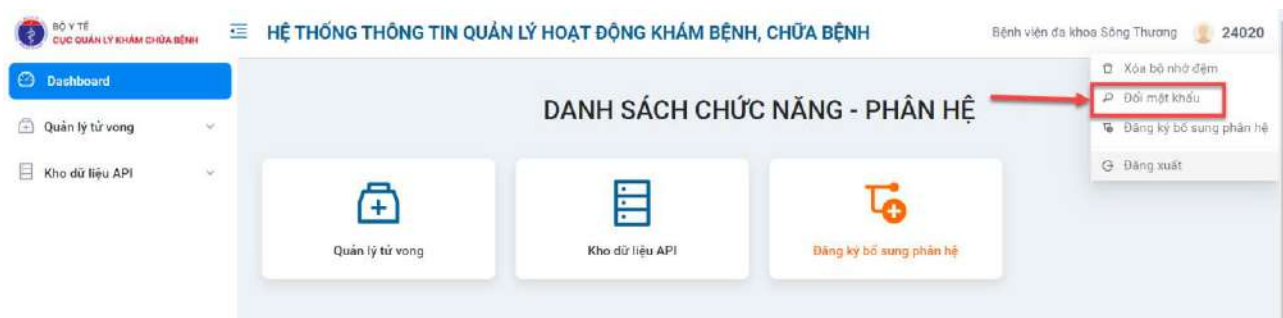 BỘ Y TẾ
CỤC QUẢN LÝ KHÁM CHỮA BỆNH
HỆ THỐNG THÔNG TIN QUẢN LÝ HOẠT ĐỘNG KHÁM BỆNH, CHỮA BỆNH
Bệnh viện đa khoa Sông Thương 24020
Dashboard
Quản lý tử vong
Kho dữ liệu API
Xóa bộ nhớ đệm
Đổi mật khẩu
Đăng ký bổ sung phân hệ
Đăng xuất
DANH SÁCH CHỨC NĂNG - PHÂN HỆ
Quản lý tử vong
Kho dữ liệu API
Đăng ký bổ sung phân hệ